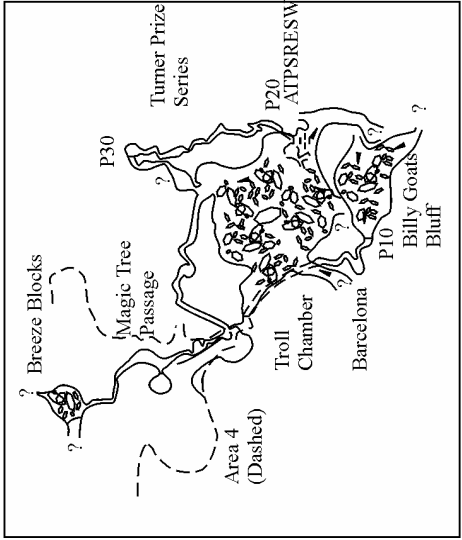 Breeze Blocks
?
?
Magic Tree
Passage
P30
?
Turner Prize
Series
P20
ATPSRESW
?
?
?
?
P10
Billy Goats
Bluff
Troll
Chamber
Barcelona
Area 4
(Dashed)